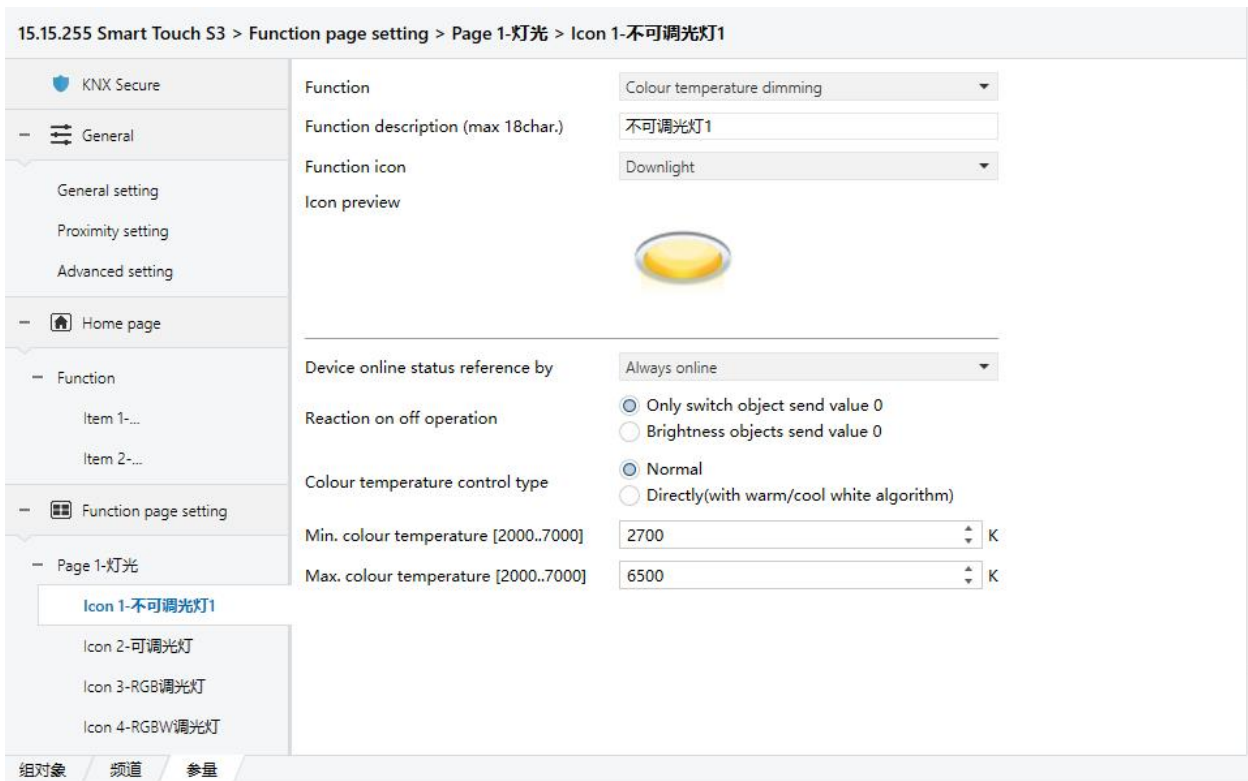 15.15.255 Smart Touch S3 > Function page setting > Page 1-灯光 > Icon 1-不可调光灯1
KNX Secure
General
General setting
Proximity setting
Advanced setting
Home page
Function
Item 1-...
Item 2-...
Function page setting
Page 1-灯光
Icon 1-不可调光灯1
Icon 2-可调光灯
Icon 3-RGB调光灯
Icon 4-RGBW调光灯
Function Colour temperature dimming
Function description (max 18char.) 不可调光灯1
Function icon Downlight
Icon preview
Device online status reference by Always online
Reaction on off operation
Only switch object send value 0
Brightness objects send value 0
Colour temperature control type
Normal
Directly(with warm/cool white algorithm)
Min. colour temperature [2000..7000] 2700 K
Max. colour temperature [2000..7000] 6500 K
组对象 频道 参量